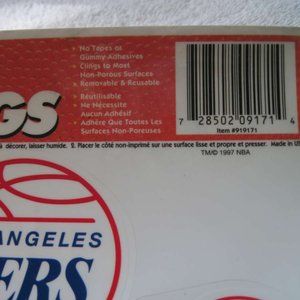 • No Tapes or
Gummy Adhesives
• Clings to Most
Non-Porous Surfaces
• Removable & Reusable
• Réutilisable
• Ne Nécessite
Aucun Adhésif
• Adhère Que Toutes Les
Surfaces Non-Poreuses
GS
7 28502 09171 4
Item #919171
à décorer, laisser humide. 2. Placer le côté non-imprimé sur une surface lisse et propre et presser. Made in US
TM/© 1997 NBA
ANGELES
ERS